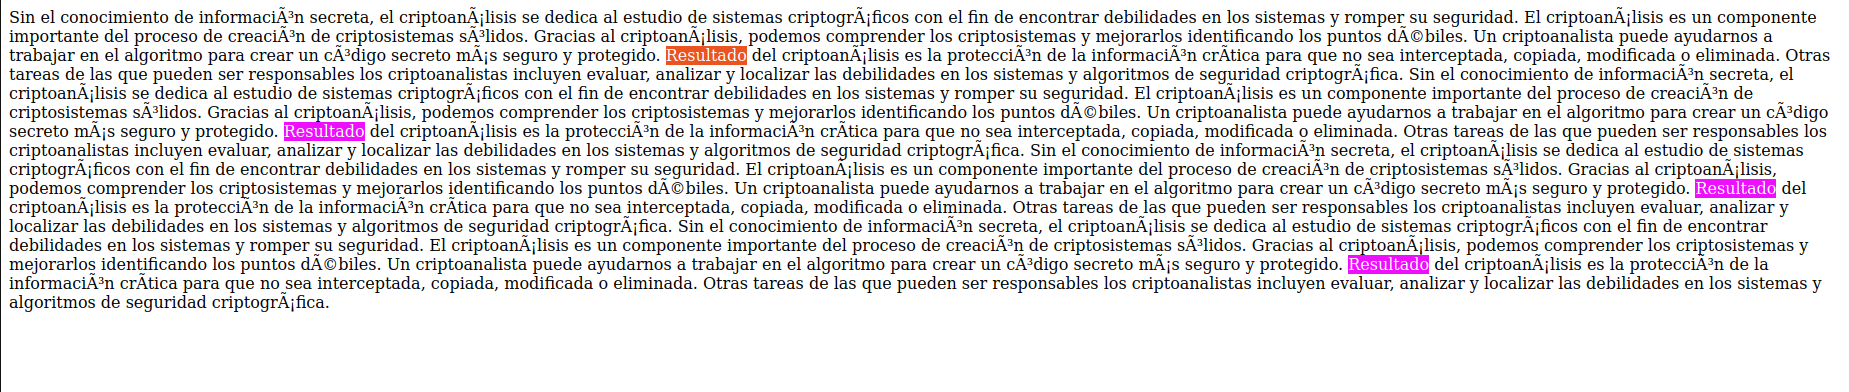 Sin el conocimiento de informaciÃ³n secreta, el criptoanÃ¡lisis se dedica al estudio de sistemas criptogrÃ¡ficos con el fin de encontrar debilidades en los sistemas y romper su seguridad. El criptoanÃ¡lisis es un componente
importante del proceso de creaciÃ³n de criptosistemas sÃ³lidos. Gracias al criptoanÃ¡lisis, podemos comprender los criptosistemas y mejorarlos identificando los puntos dÃ©biles. Un criptoanalista puede ayudarnos a
trabajar en el algoritmo para crear un cÃ³digo secreto mÃ¡s seguro y protegido. Resultado del criptoanÃ¡lisis es la protecciÃ³n de la informaciÃ³n crÃ­tica para que no sea interceptada, copiada, modificada o eliminada. Otras
tareas de las que pueden ser responsables los criptoanalistas incluyen evaluar, analizar y localizar las debilidades en los sistemas y algoritmos de seguridad criptogrÃ¡fica. Sin el conocimiento de informaciÃ³n secreta, el
criptoanÃ¡lisis se dedica al estudio de sistemas criptogrÃ¡ficos con el fin de encontrar debilidades en los sistemas y romper su seguridad. El criptoanÃ¡lisis es un componente importante del proceso de creaciÃ³n de
criptosistemas sÃ³lidos. Gracias al criptoanÃ¡lisis, podemos comprender los criptosistemas y mejorarlos identificando los puntos dÃ©biles. Un criptoanalista puede ayudarnos a trabajar en el algoritmo para crear un cÃ³digo
secreto mÃ¡s seguro y protegido. Resultado del criptoanÃ¡lisis es la protecciÃ³n de la informaciÃ³n crÃ­tica para que no sea interceptada, copiada, modificada o eliminada. Otras tareas de las que pueden ser responsables los
criptoanalistas incluyen evaluar, analizar y localizar las debilidades en los sistemas y algoritmos de seguridad criptogrÃ¡fica. Sin el conocimiento de informaciÃ³n secreta, el criptoanÃ¡lisis se dedica al estudio de sistemas
criptogrÃ¡ficos con el fin de encontrar debilidades en los sistemas y romper su seguridad. El criptoanÃ¡lisis es un componente importante del proceso de creaciÃ³n de criptosistemas sÃ³lidos. Gracias al criptoanÃ¡lisis,
podemos comprender los criptosistemas y mejorarlos identificando los puntos dÃ©biles. Un criptoanalista puede ayudarnos a trabajar en el algoritmo para crear un cÃ³digo secreto mÃ¡s seguro y protegido. Resultado del
criptoanÃ¡lisis es la protecciÃ³n de la informaciÃ³n crÃ­tica para que no sea interceptada, copiada, modificada o eliminada. Otras tareas de las que pueden ser responsables los criptoanalistas incluyen evaluar, analizar y
localizar las debilidades en los sistemas y algoritmos de seguridad criptogrÃ¡fica. Sin el conocimiento de informaciÃ³n secreta, el criptoanÃ¡lisis se dedica al estudio de sistemas criptogrÃ¡ficos con el fin de encontrar
debilidades en los sistemas y romper su seguridad. El criptoanÃ¡lisis es un componente importante del proceso de creaciÃ³n de criptosistemas sÃ³lidos. Gracias al criptoanÃ¡lisis, podemos comprender los criptosistemas y
mejorarlos identificando los puntos dÃ©biles. Un criptoanalista puede ayudarnos a trabajar en el algoritmo para crear un cÃ³digo secreto mÃ¡s seguro y protegido. Resultado del criptoanÃ¡lisis es la protecciÃ³n de la
informaciÃ³n crÃ­tica para que no sea interceptada, copiada, modificada o eliminada. Otras tareas de las que pueden ser responsables los criptoanalistas incluyen evaluar, analizar y localizar las debilidades en los sistemas y
algoritmos de seguridad criptogrÃ¡fica.